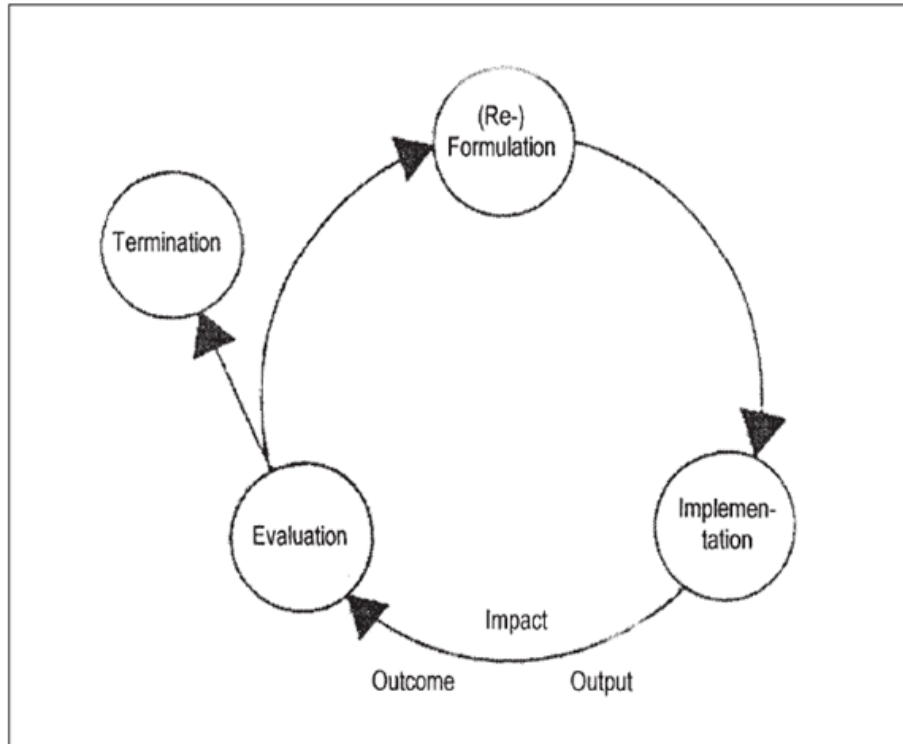 (Re-)
Formulation
Termination
Evaluation
Implemen-
tation
Impact
Outcome
Output